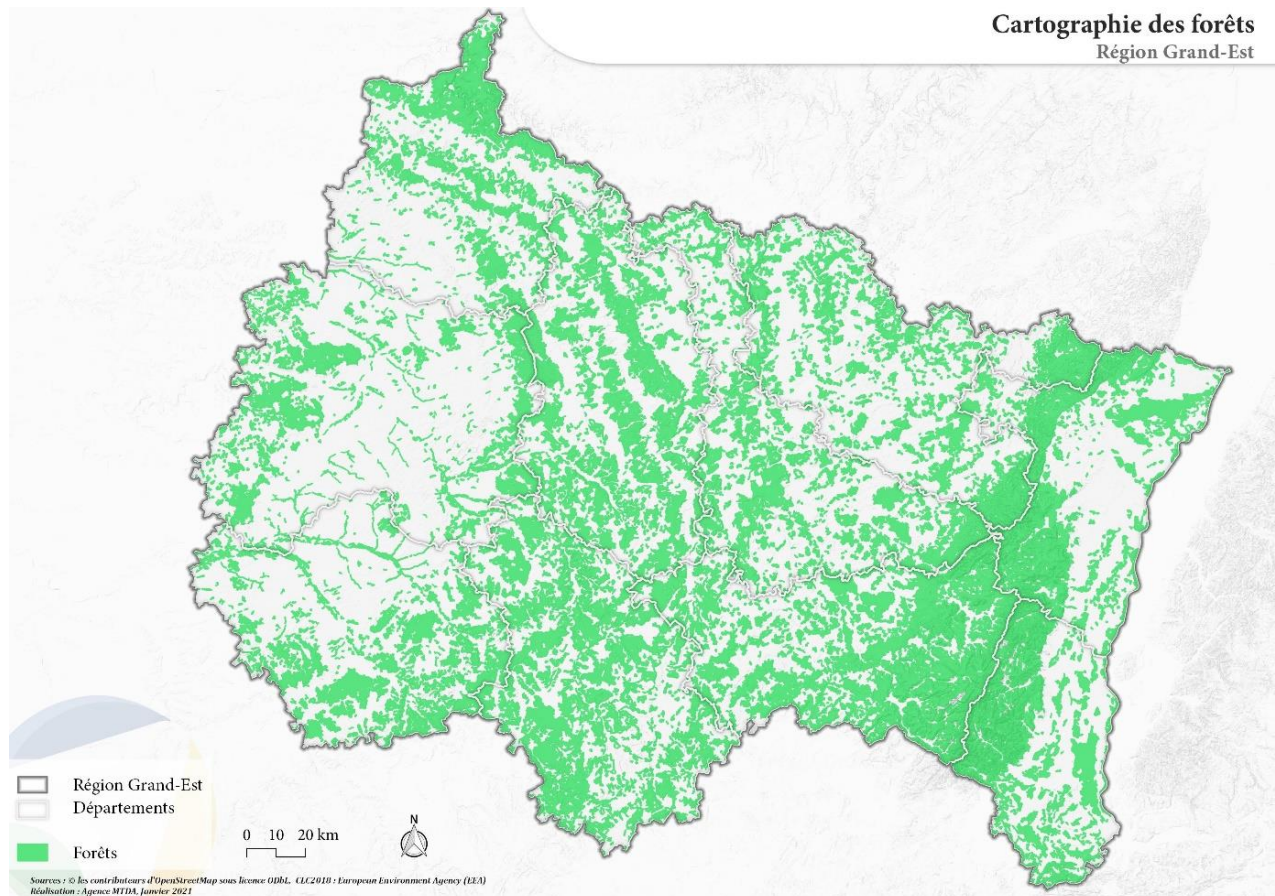 Cartographie des forêts
Région Grand-Est
Région Grand-Est
Départements
Forêts
0 10 20 km
N
Sources : © les contributeurs d'OpenStreetMap sous licence ODbL, CLC2018 : European Environment Agency (EEA)
Réalisation : Agence MTDA, Janvier 2021